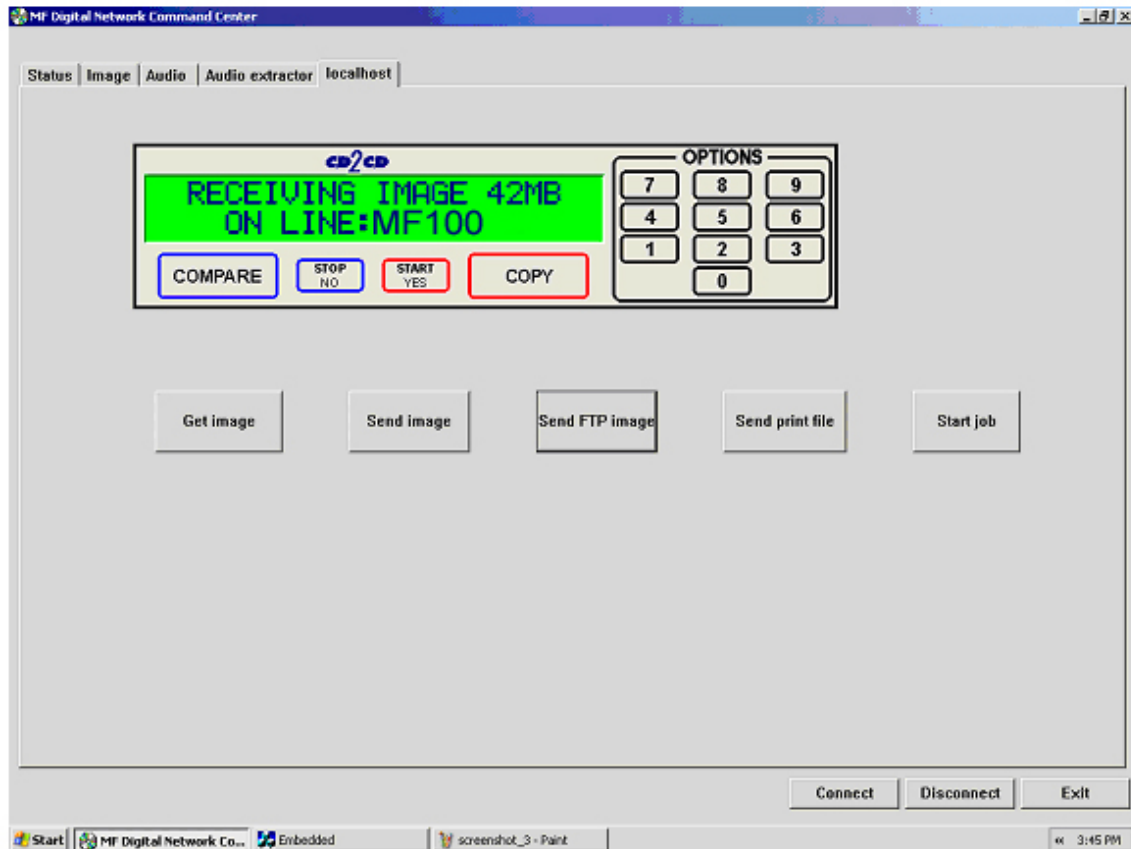 MF Digital Network Command Center
Status Image Audio Audio extractor localhost
CD2CD
RECEIVING IMAGE 42MB
ON LINE:MF100
COMPARE
STOP
NO
START
YES
COPY
OPTIONS
7 8 9
4 5 6
1 2 3
0
Get image Send image Send FTP image Send print file Start job
Connect Disconnect Exit
Start MF Digital Network Co... Embedded screenshot_3 - Paint « 3:45 PM